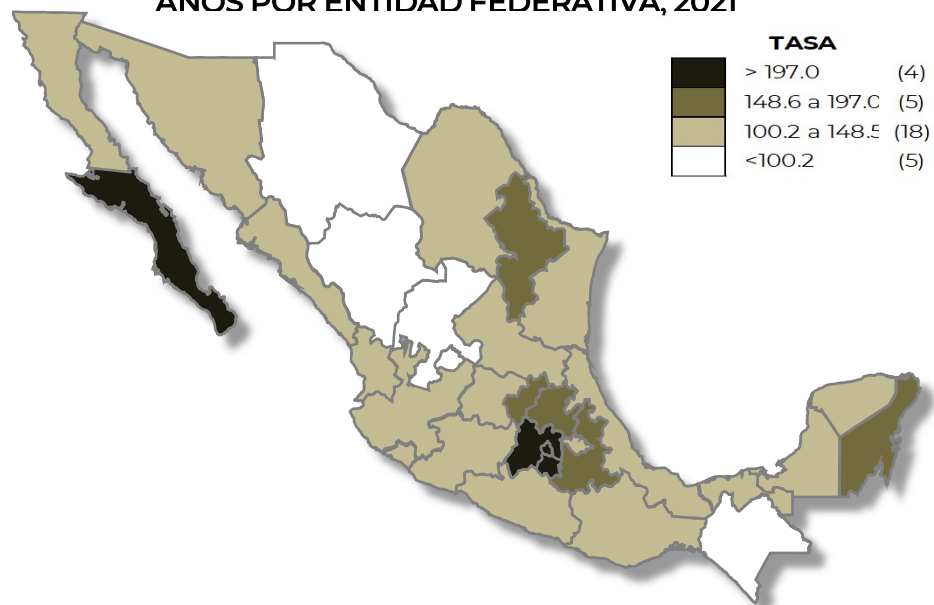 AÑOS POR ENTIDAD FEDERATIVA, 2021
TASA
> 197.0 (4)
148.6 a 197.0 (5)
100.2 a 148.5 (18)
<100.2 (5)